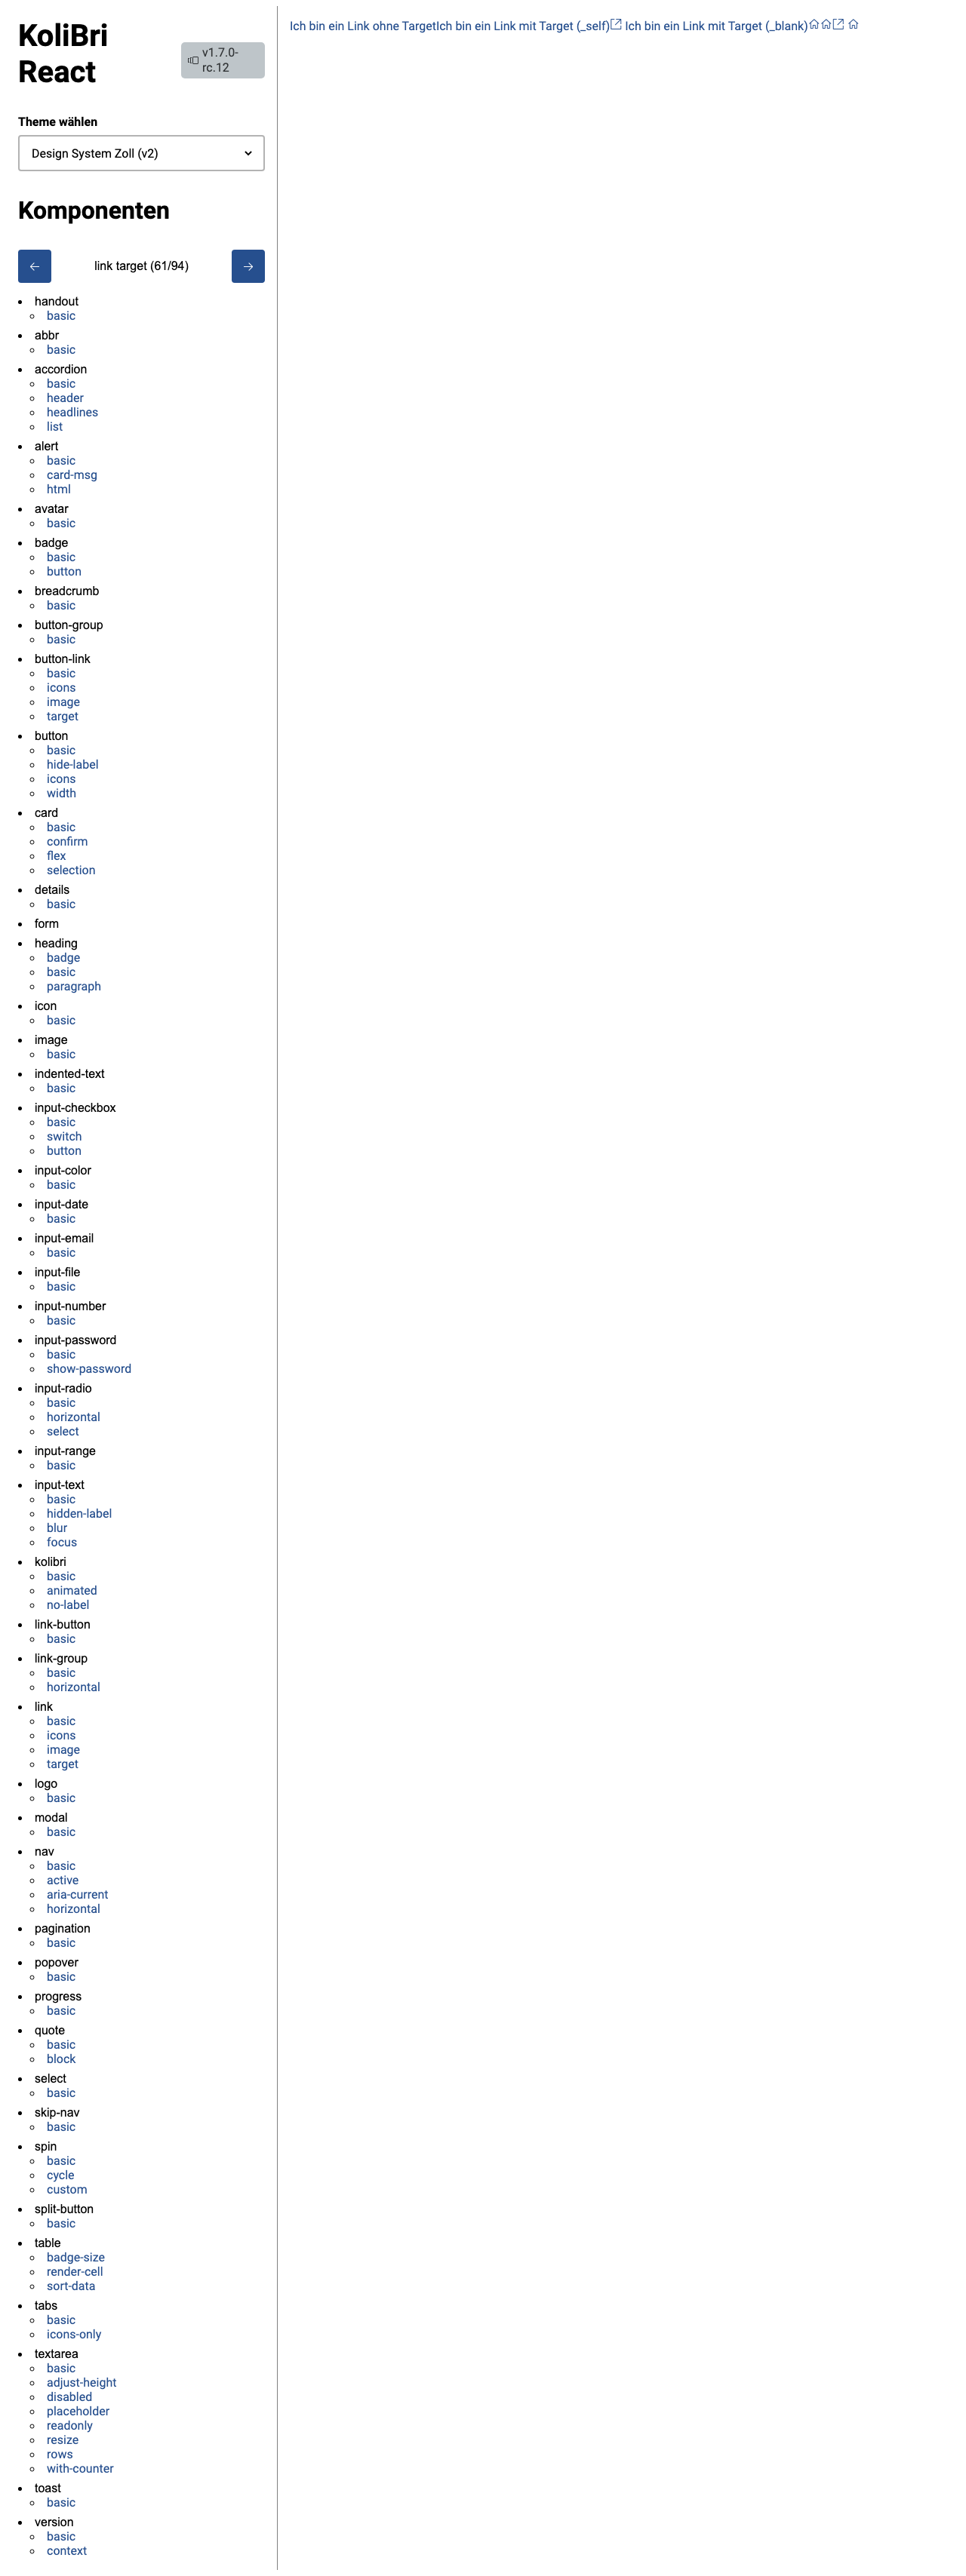 KoliBri
React
v1.7.0-
rc.12
Theme wählen
Design System Zoll (v2)
Komponenten
link target (61/94)
handout
basic
abbr
basic
accordion
basic
header
headlines
list
alert
basic
card-msg
html
avatar
basic
badge
basic
button
breadcrumb
basic
button-group
basic
button-link
basic
icons
image
target
button
basic
hide-label
icons
width
card
basic
confirm
flex
selection
details
basic
form
heading
badge
basic
paragraph
icon
basic
image
basic
indented-text
basic
input-checkbox
basic
switch
button
input-color
basic
input-date
basic
input-email
basic
input-file
basic
input-number
basic
input-password
basic
show-password
input-radio
basic
horizontal
select
input-range
basic
input-text
basic
hidden-label
blur
focus
kolibri
basic
animated
no-label
link-button
basic
link-group
basic
horizontal
link
basic
icons
image
target
logo
basic
modal
basic
nav
basic
active
aria-current
horizontal
pagination
basic
popover
basic
progress
basic
quote
basic
block
select
basic
skip-nav
basic
spin
basic
cycle
custom
split-button
basic
table
badge-size
render-cell
sort-data
tabs
basic
icons-only
textarea
basic
adjust-height
disabled
placeholder
readonly
resize
rows
with-counter
toast
basic
version
basic
context
Ich bin ein Link ohne TargetIch bin ein Link mit Target (_self) Ich bin ein Link mit Target (_blank)